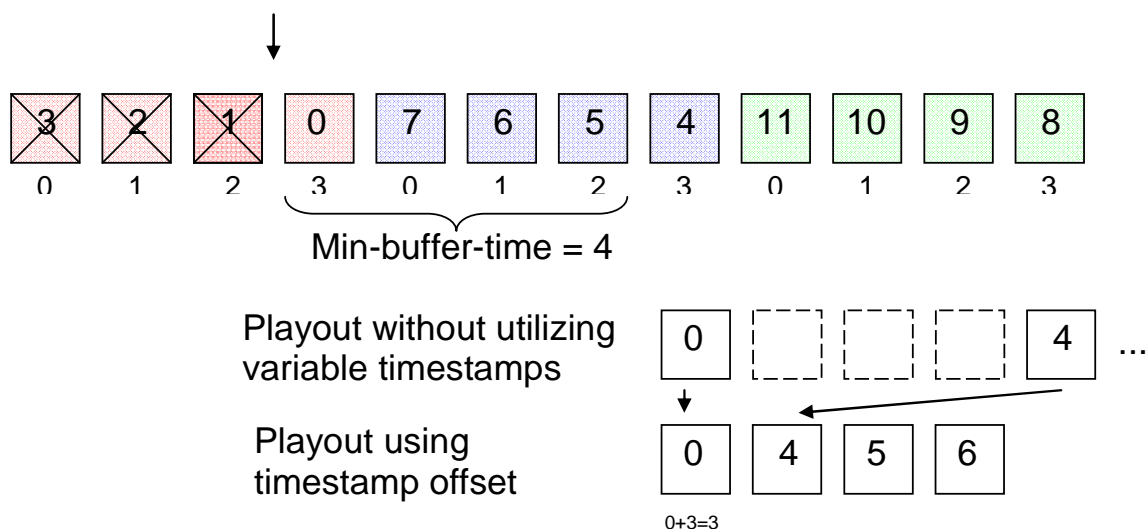 3 2 1 0 7 6 5 4 11 10 9 8
0 1 2 3 0 1 2 3 0 1 2 3
Min-buffer-time = 4
Playout without utilizing
variable timestamps
0 4 ...
Playout using
timestamp offset
0 4 5 6
0+3=3